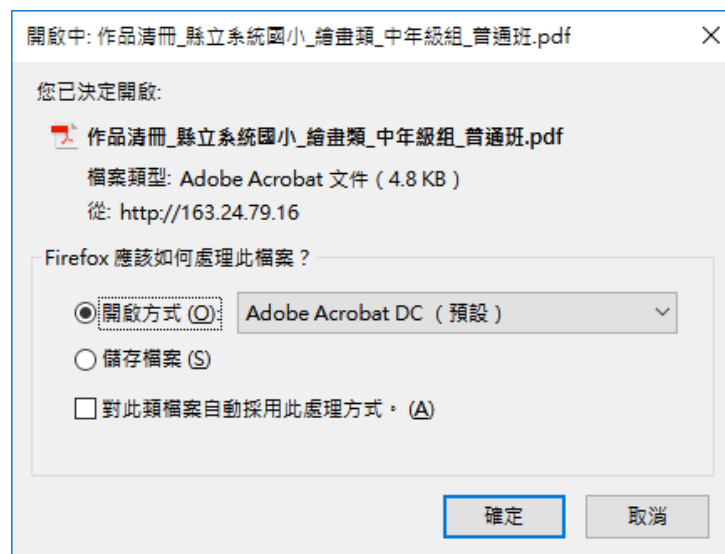 開啟中: 作品清冊_縣立系統國小_繪畫類_中年級組_普通班.pdf
您已決定開啟:
作品清冊_縣立系統國小_繪畫類_中年級組_普通班.pdf
檔案類型: Adobe Acrobat 文件 ( 4.8 KB )
從: http://163.24.79.16
Firefox 應該如何處理此檔案？
開啟方式 (O): Adobe Acrobat DC （預設）
儲存檔案 (S)
對此類檔案自動採用此處理方式。 (A)
確定 取消